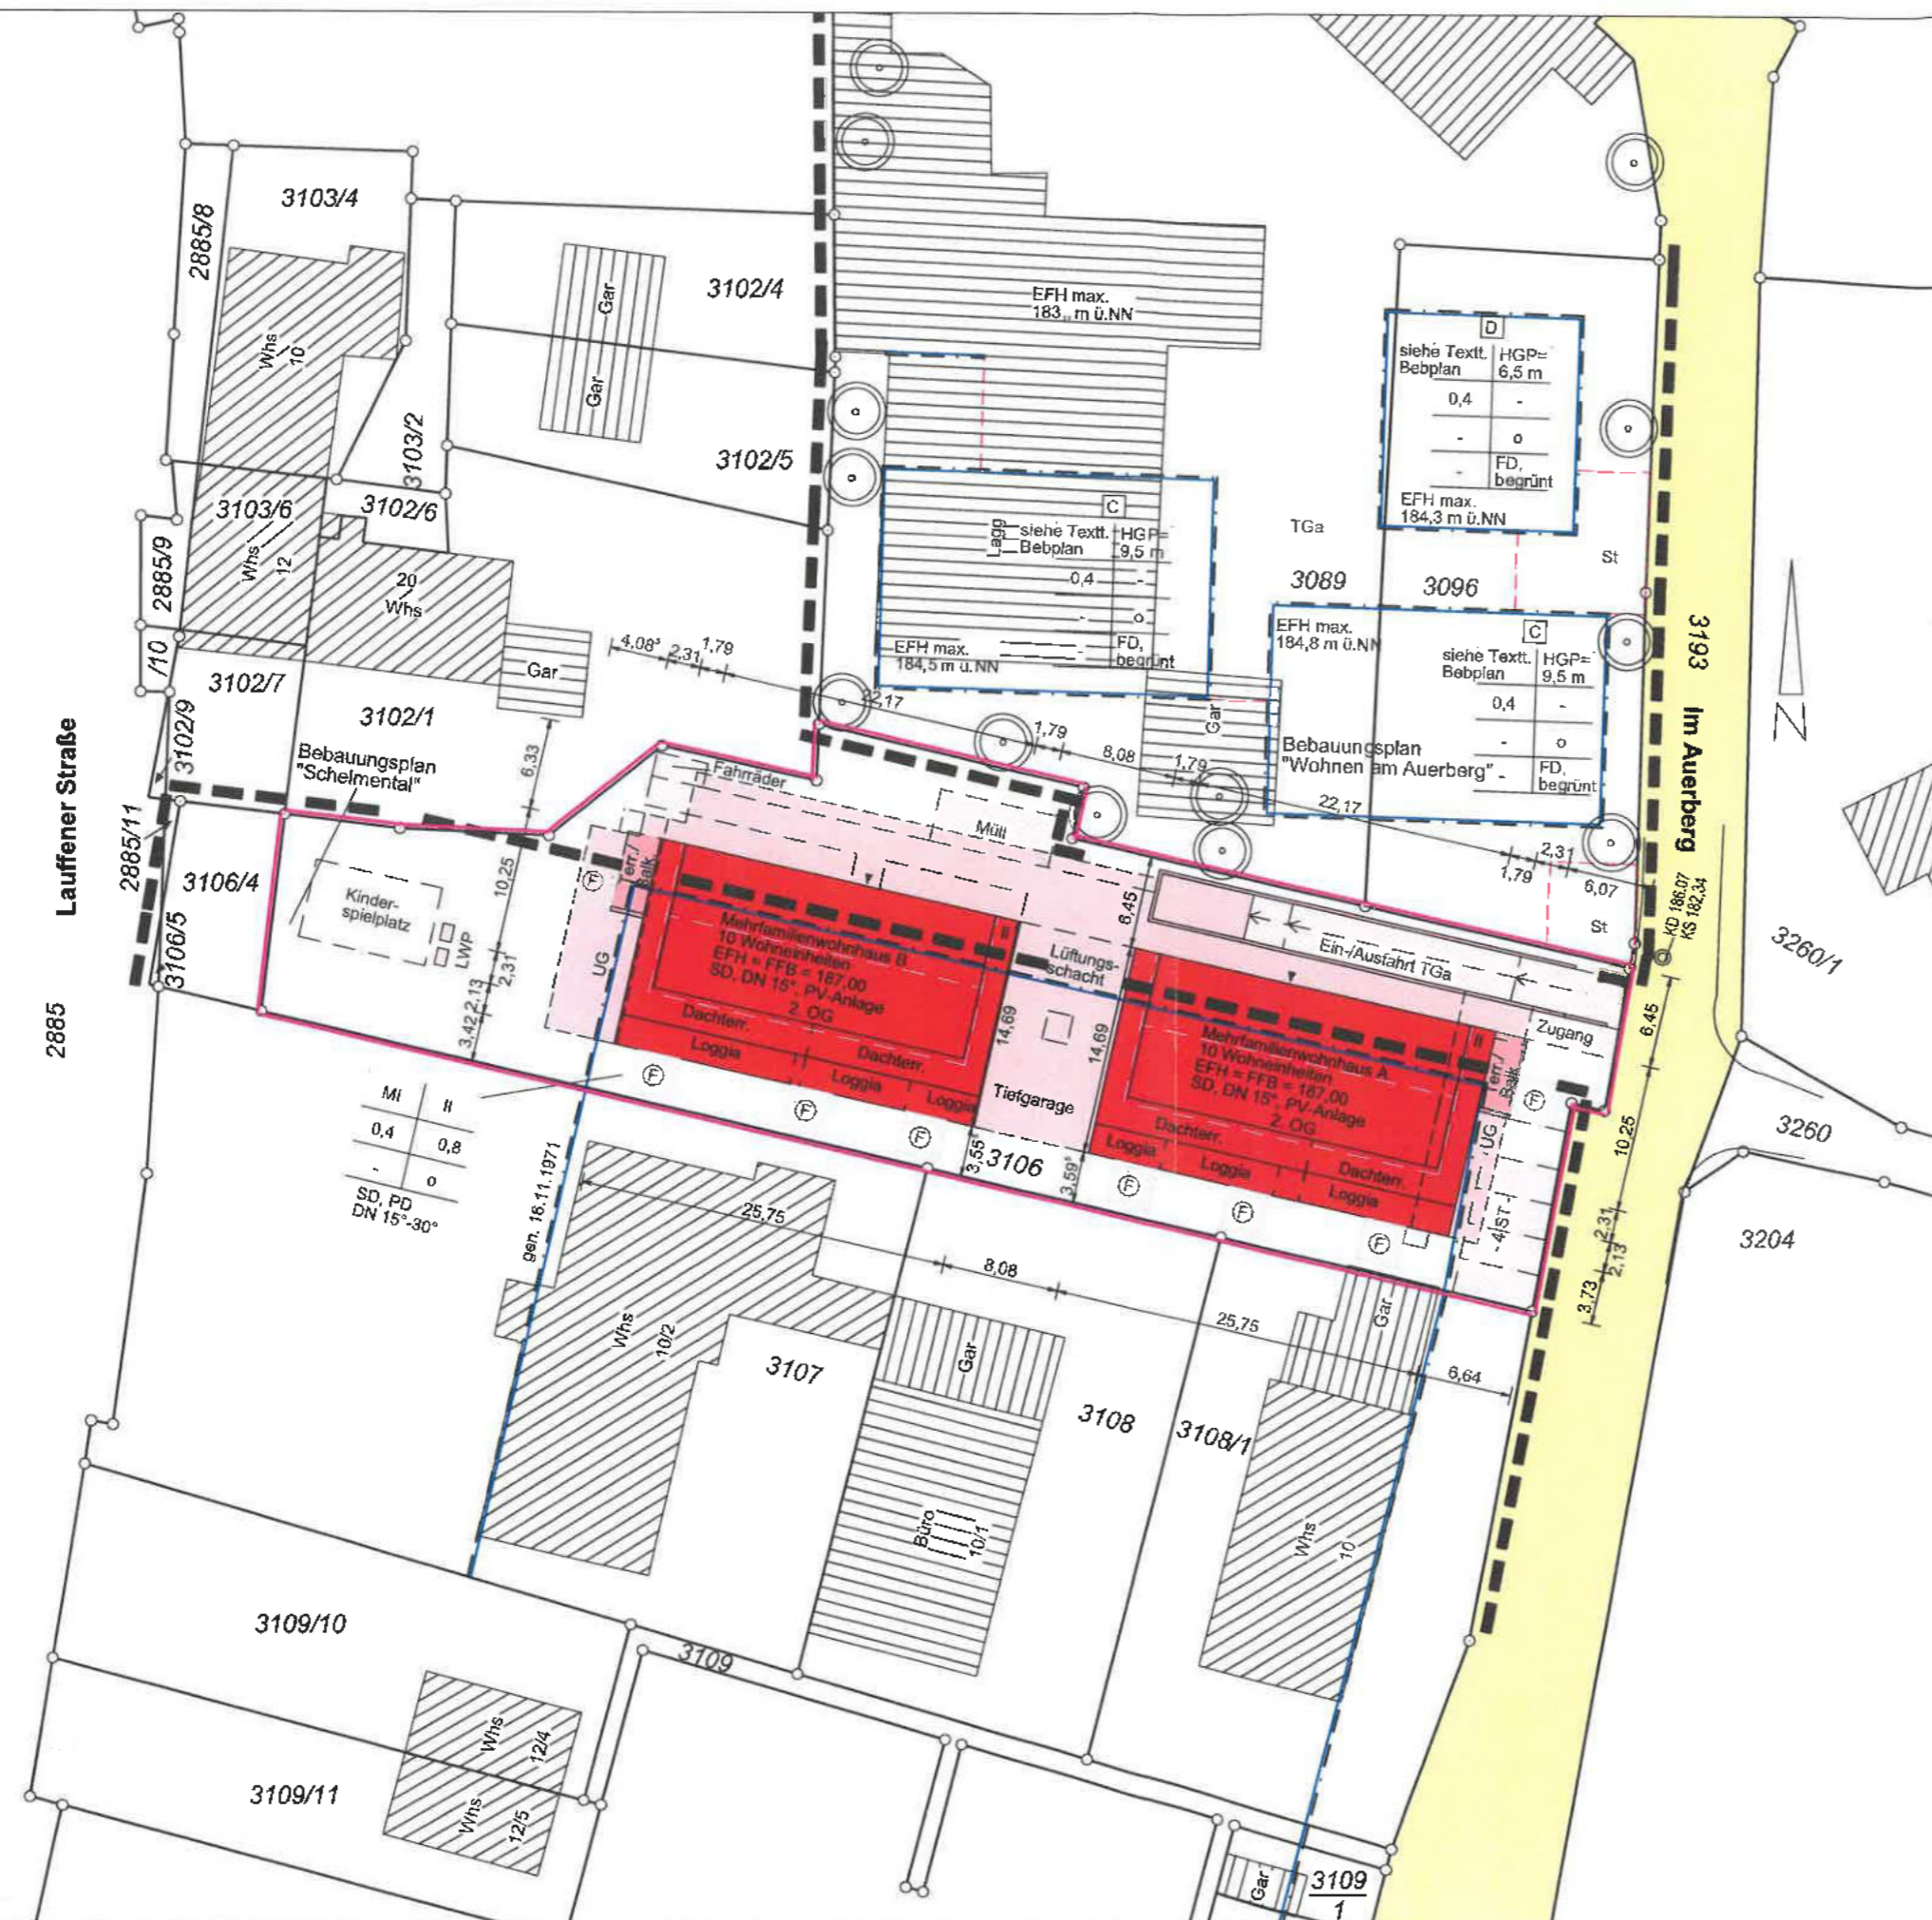 3103/4
2885/8
Whs
10
3103/2
3102/4
Gar
Gar
3102/5
3103/6
Whs
12
3102/6
20
Whs
2885/9
/10
3102/7
3102/9
3102/1
Gar
Lauffener Straße
2885/11
2885
3106/4
3106/5
Bebauungsplan
"Schelmental"
EFH max.
183,, m ü.NN
D
siehe Textt.
Bebplan
HGP=
6,5 m
0,4
-
-
o
-
FD,
begrünt
EFH max.
184,3 m ü.NN
C
Lagg
siehe Textt.
Bebplan
HGP=
9,5 m
0,4
-
-
o
-
FD,
begrünt
EFH max.
184,5 m ü.NN
TGa
3089
3096
St
EFH max.
184,8 m ü.NN
C
siehe Textt.
Bebplan
HGP=
9,5 m
0,4
-
-
o
-
FD,
begrünt
Bebauungsplan
"Wohnen am Auerberg"
Gar
3193
Im Auerberg
N
KD 186.07
KS 182,34
St
3260/1
3260
3204
4,08⁵
2,31
1,79
22,17
1,79
8,08
1,79
22,17
1,79
2,31
6,07
6,33
10,25
2,31
2,13
3,42
Fahrräder
Müll
Kinder-
spielplatz
LWP
Terr./
Balk.
UG
F
Mehrfamilienwohnhaus B
10 Wohneinheiten
EFH = FFB = 187,00
SD, DN 15°, PV-Anlage
2. OG
II
Dachterr.
Loggia
Dachterr.
Loggia
Loggia
Lüftungs-
schacht
6,45
14,69
14,69
Tiefgarage
Ein-/Ausfahrt TGa
Zugang
Mehrfamilienwohnhaus A
10 Wohneinheiten
EFH = FFB = 187,00
SD, DN 15°, PV-Anlage
2. OG
II
Dachterr.
Loggia
Loggia
Dachterr.
Loggia
Terr./
Balk.
UG
4 ST
F
F
F
F
F
F
F
F
3106
3,55⁵
3,59⁵
6,45
10,25
2,31
2,13
3,73
MI
II
0,4
0,8
-
o
SD, PD
DN 15°-30°
gen. 16.11.1971
25,75
8,08
25,75
6,64
Whs
10/2
3107
Gar
Büro
10/1
3108
3108/1
Gar
Whs
10
3109/10
3109
Whs
12/4
3109/11
Whs
12/5
Gar
3109
1